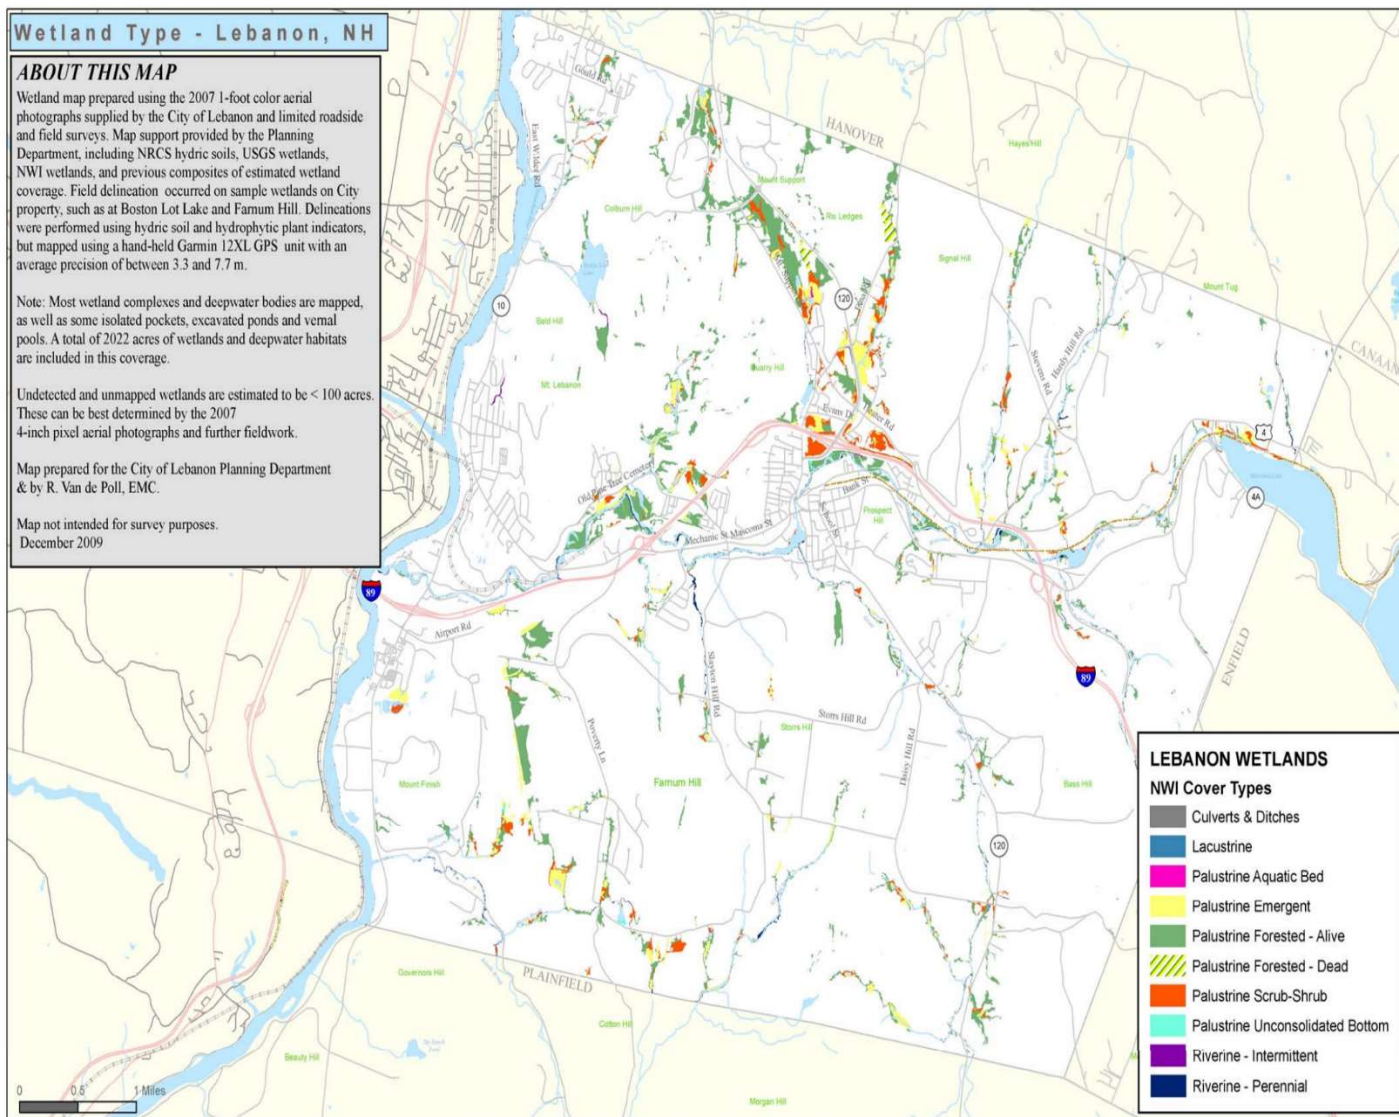 Wetland Type - Lebanon, NH
ABOUT THIS MAP
Wetland map prepared using the 2007 1-foot color aerial
photographs supplied by the City of Lebanon and limited roadside
and field surveys. Map support provided by the Planning
Department, including NRCS hydric soils, USGS wetlands,
NWI wetlands, and previous composites of estimated wetland
coverage. Field delineation occurred on sample wetlands on City
property, such as at Boston Lot Lake and Farnum Hill. Delineations
were performed using hydric soil and hydrophytic plant indicators,
but mapped using a hand-held Garmin 12XL GPS unit with an
average precision of between 3.3 and 7.7 m.
Note: Most wetland complexes and deepwater bodies are mapped,
as well as some isolated pockets, excavated ponds and vernal
pools. A total of 2022 acres of wetlands and deepwater habitats
are included in this coverage.
Undetected and unmapped wetlands are estimated to be < 100 acres.
These can be best determined by the 2007
4-inch pixel aerial photographs and further fieldwork.
Map prepared for the City of Lebanon Planning Department
& by R. Van de Poll, EMC.
Map not intended for survey purposes.
December 2009
Gould Rd
East Wilder Rd
HANOVER
Hayes Hill
Mount Support
Colburn Hill
Rix Ledges
Signal Hill
Mount Tug
CANAAN
10
120
Bald Hill
Mt. Lebanon
Quarry Hill
Stevens Rd
Hardy Hill Rd
Evans Dr
Heater Rd
4
4A
Old Pine Tree Cemetery
Bank St
Prospect Hill
School St
Mechanic St
Mascoma St
89
Airport Rd
Slayton Hill Rd
ENFIELD
89
Storrs Hill Rd
Storrs Hill
Poverty Ln
Daisy Hill Rd
Farnum Hill
Mount Finish
Bass Hill
120
Governors Hill
PLAINFIELD
Cotton Hill
Beauty Hill
Morgan Hill
0 0.5 1 Miles
LEBANON WETLANDS
NWI Cover Types
Culverts & Ditches
Lacustrine
Palustrine Aquatic Bed
Palustrine Emergent
Palustrine Forested - Alive
Palustrine Forested - Dead
Palustrine Scrub-Shrub
Palustrine Unconsolidated Bottom
Riverine - Intermittent
Riverine - Perennial